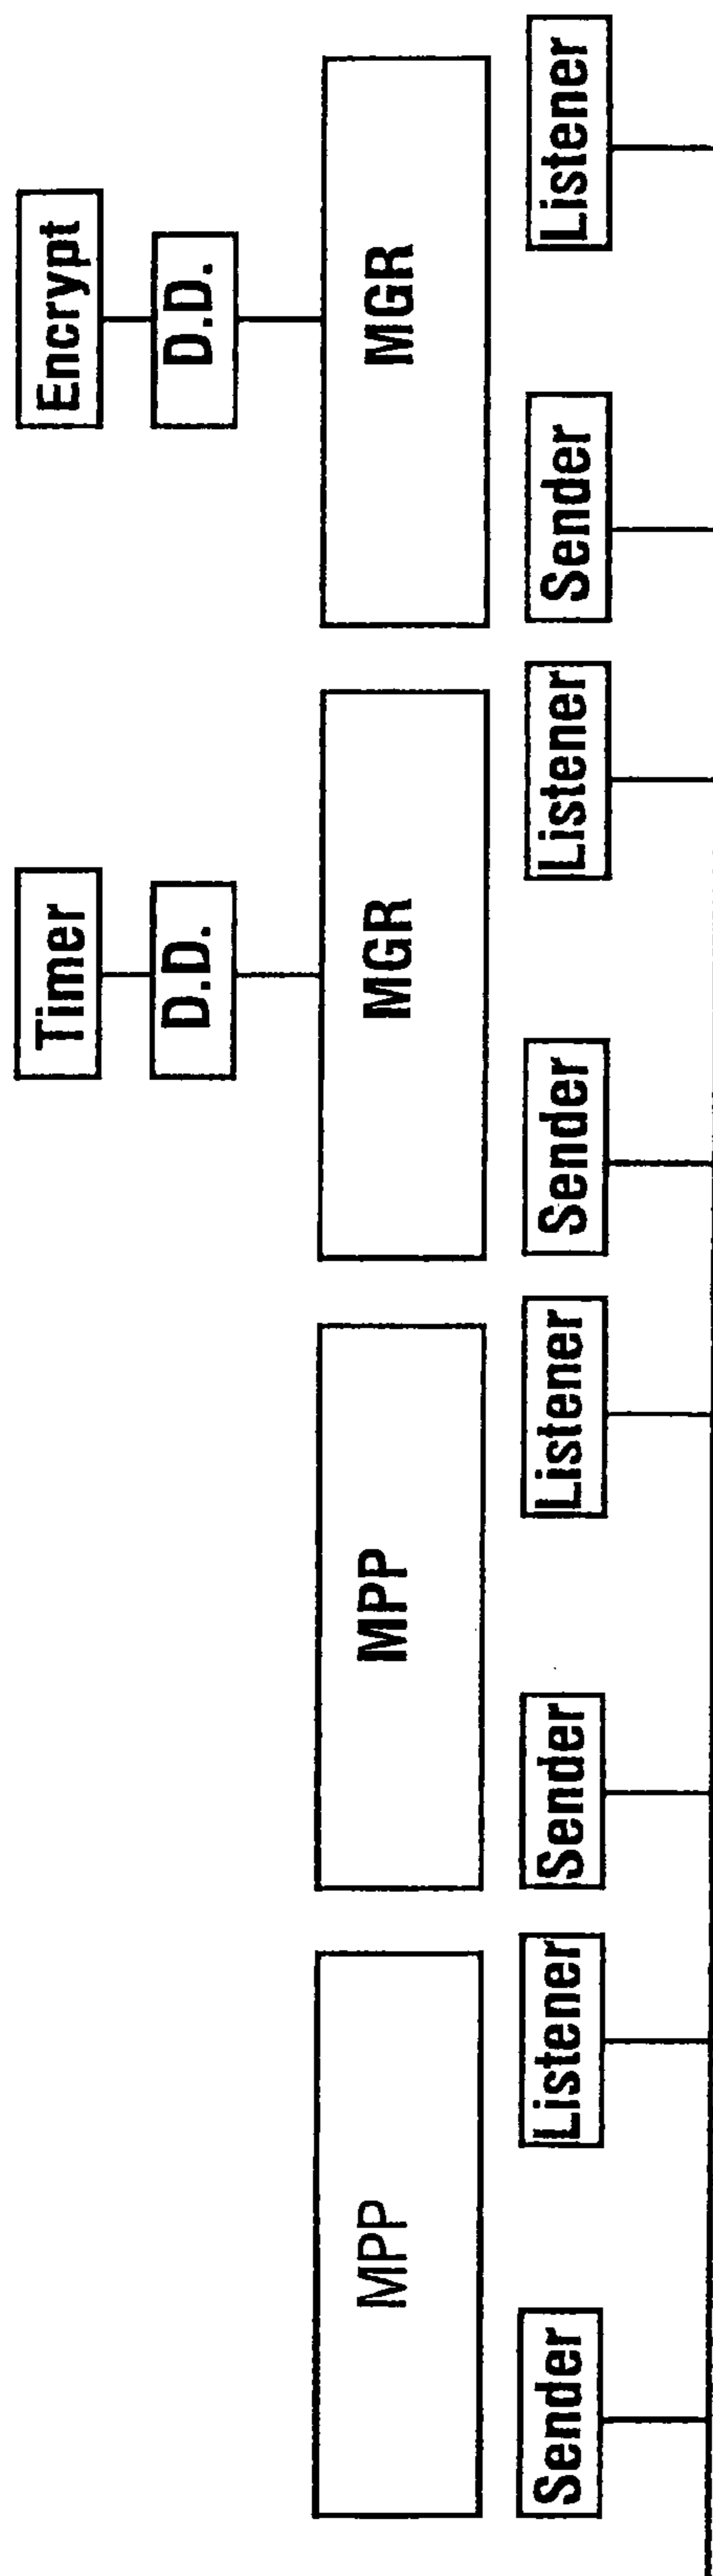 Timer
Encrypt
D.D.
D.D.
MPP
MPP
MGR
MGR
Sender
Listener
Sender
Listener
Sender
Listener
Sender
Listener